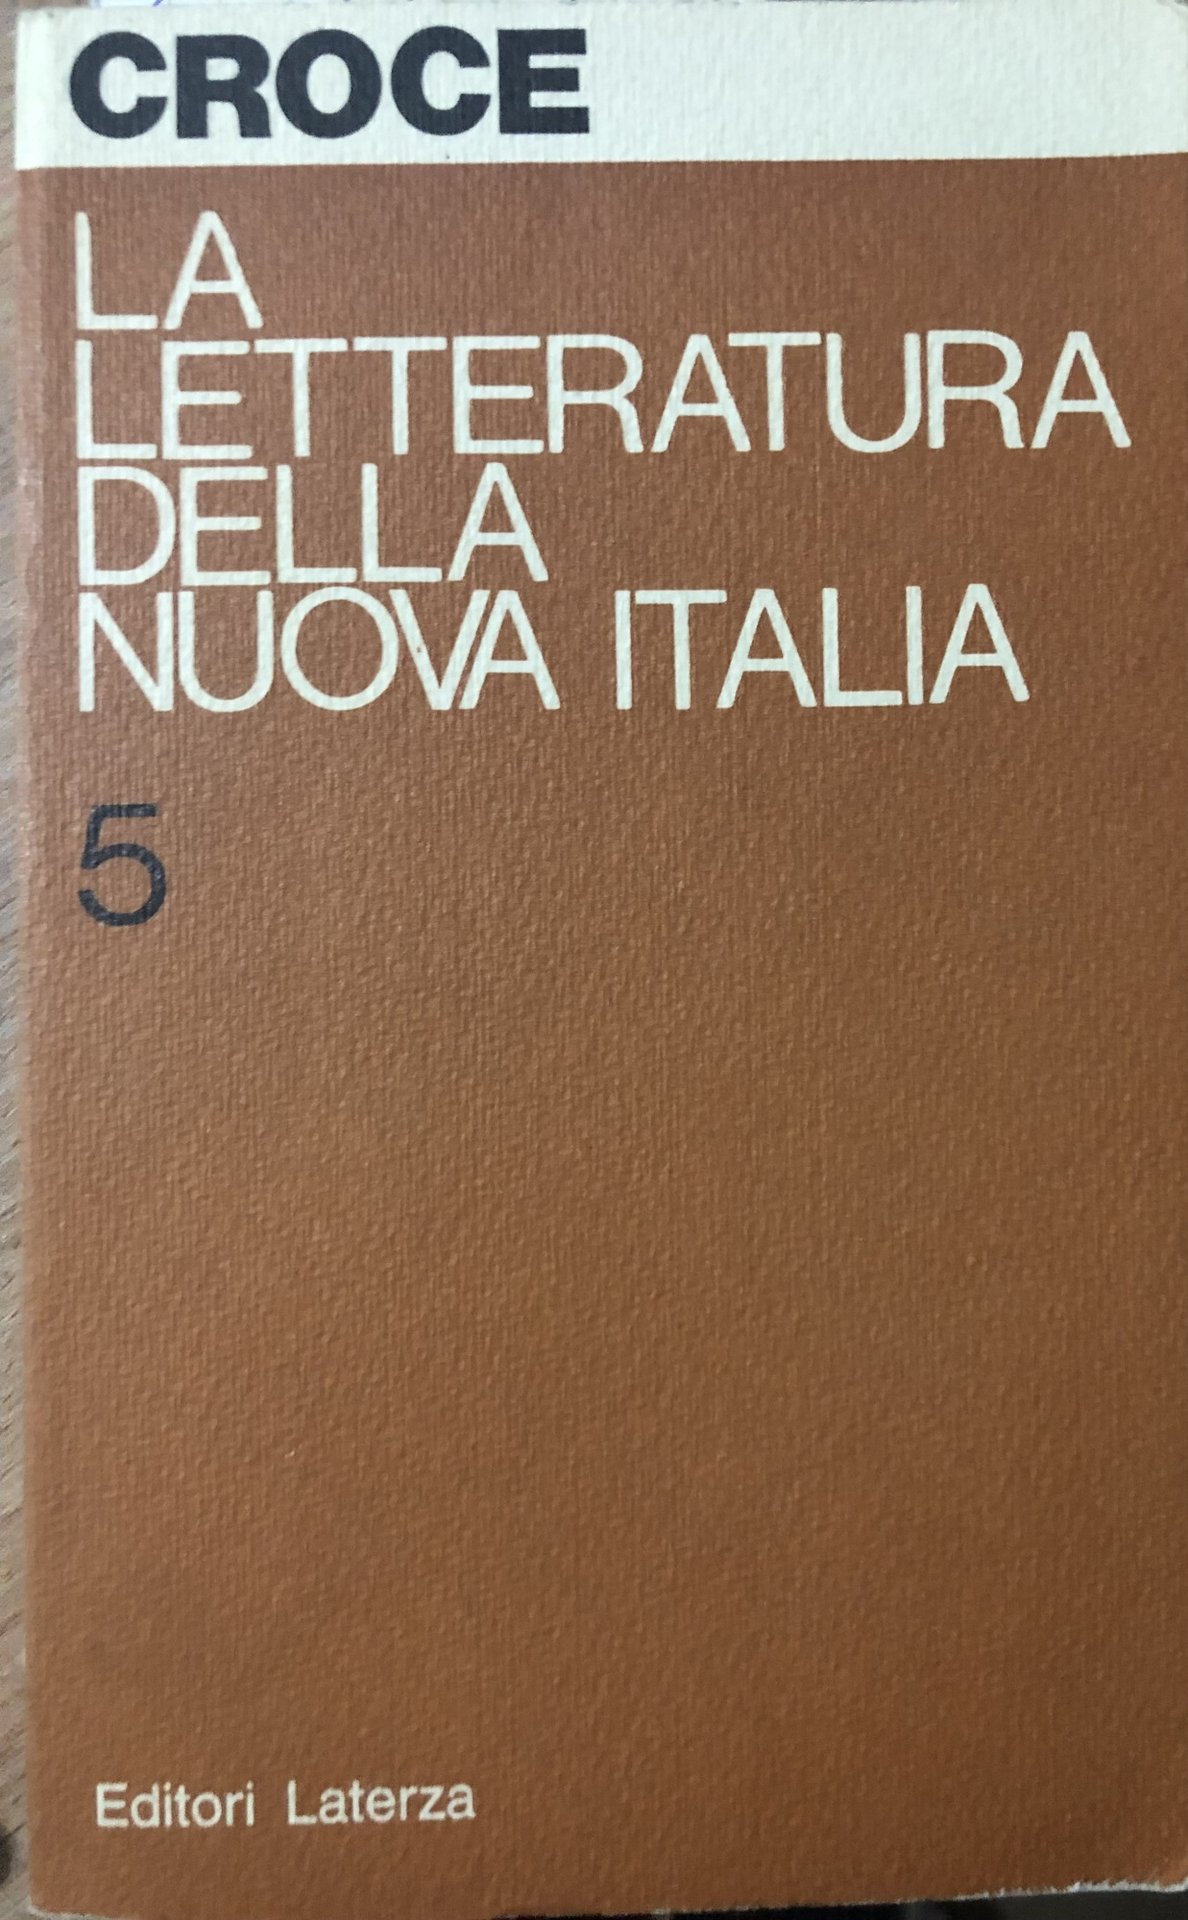 CROCE
LA
LETTERATURA
DELLA
NUOVA ITALIA
5
Editori Laterza